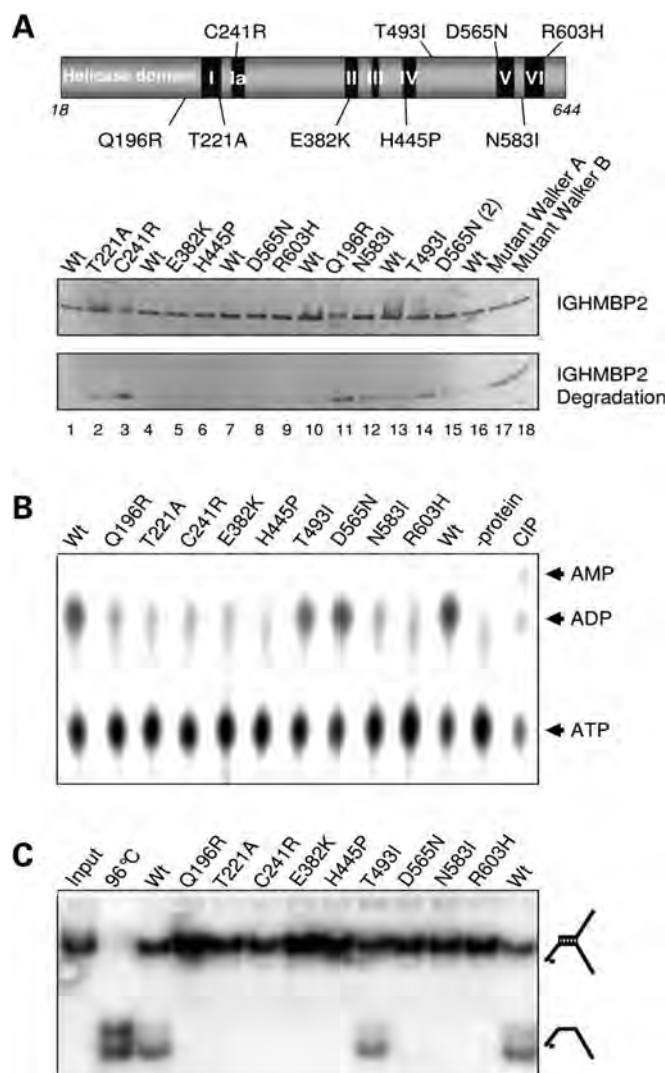 A
C241R T493I D565N R603H
Helicase domain I Ia II III IV V VI
18 644
Q196R T221A E382K H445P N583I
Wt T221A C241R Wt E382K H445P Wt D565N R603H Wt Q196R N583I Wt T493I D565N (2) Wt Mutant Walker A Mutant Walker B
IGHMBP2
IGHMBP2
Degradation
1 2 3 4 5 6 7 8 9 10 11 12 13 14 15 16 17 18
B
Wt Q196R T221A C241R E382K H445P T493I D565N N583I R603H Wt -protein CIP
AMP
ADP
ATP
C
Input 96°C Wt Q196R T221A C241R E382K H445P T493I D565N N583I R603H Wt